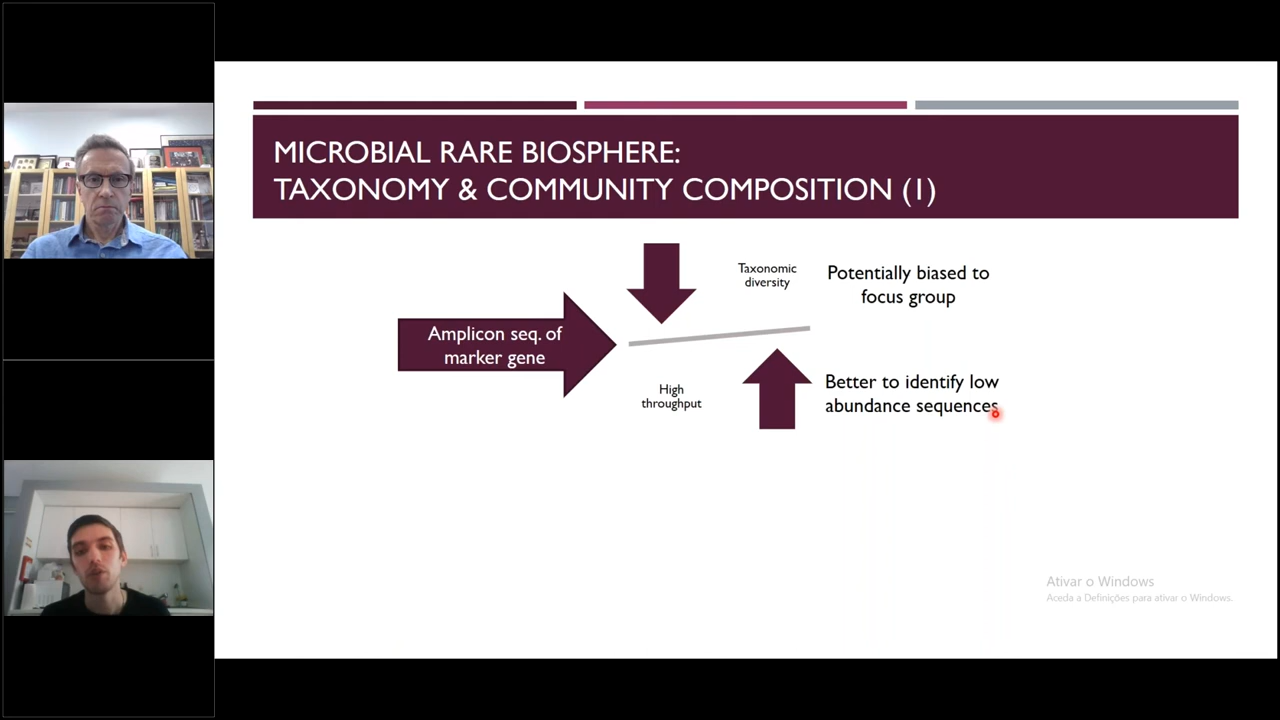 MICROBIAL RARE BIOSPHERE:
TAXONOMY & COMMUNITY COMPOSITION (1)
Taxonomic
diversity
Potentially biased to
focus group
Amplicon seq. of
marker gene
High
throughput
Better to identify low
abundance sequences
Ativar o Windows
Aceda a Definições para ativar o Windows.